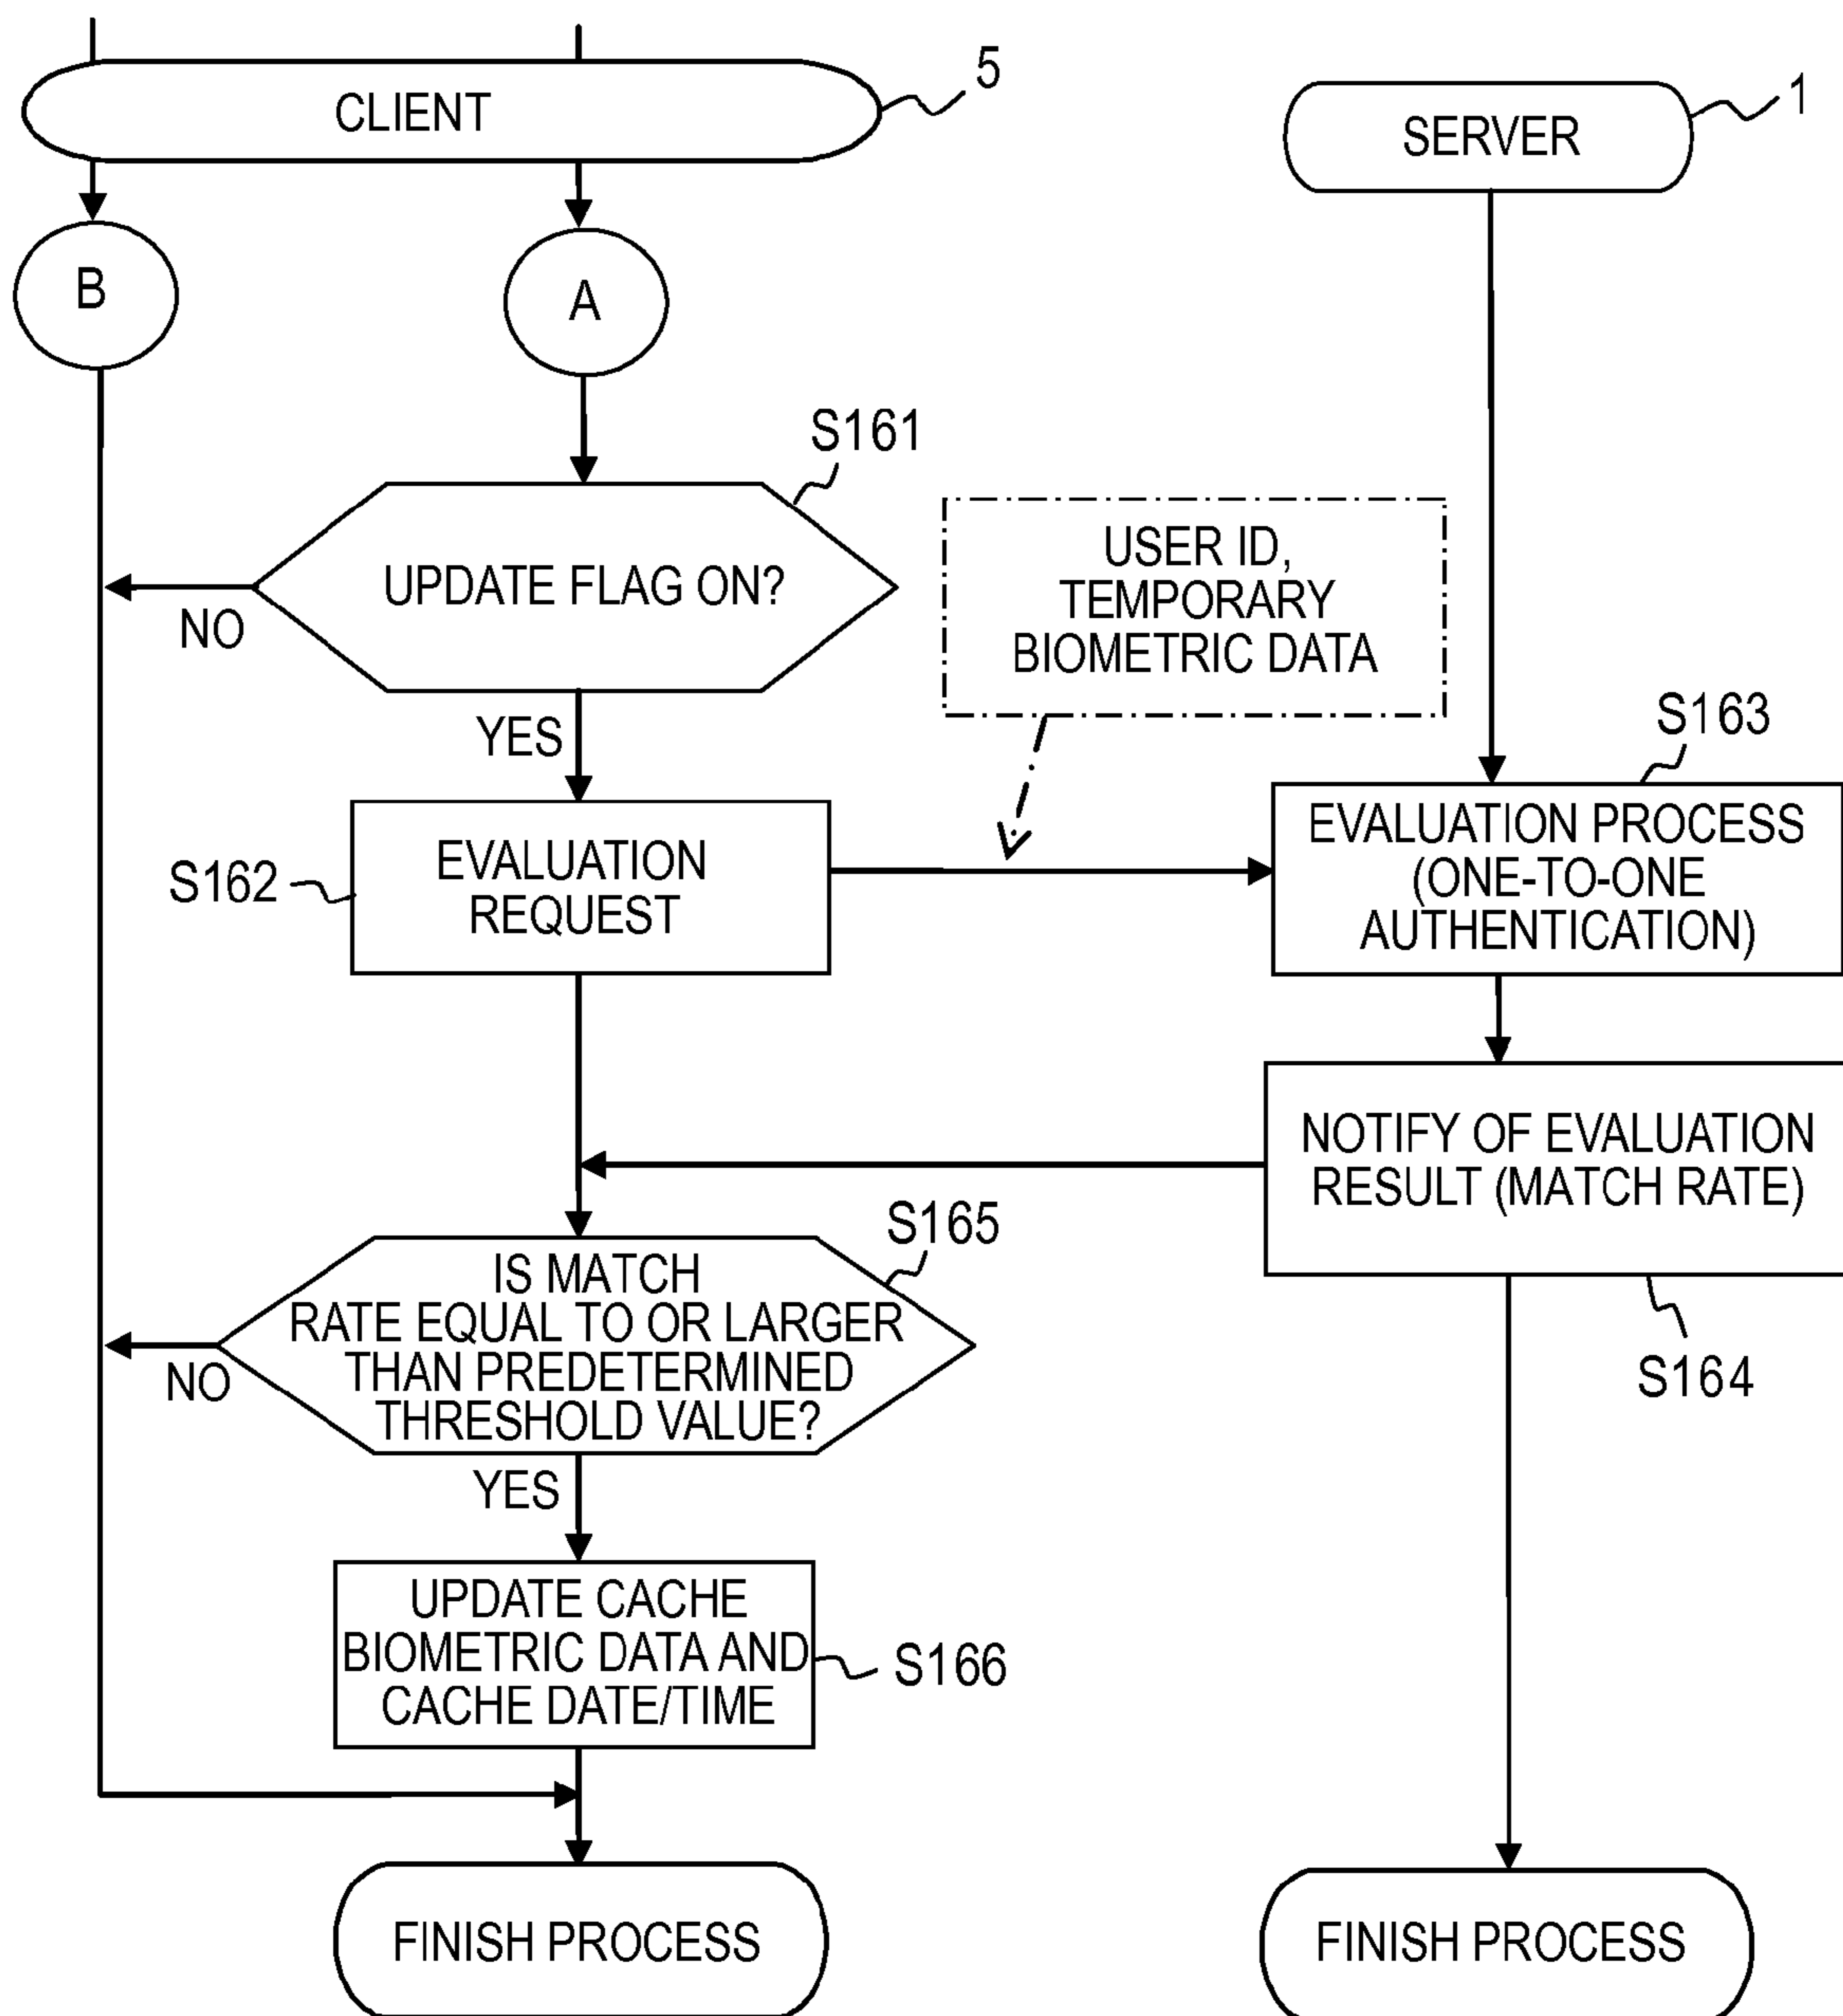 CLIENT
5
SERVER
1
B
A
S161
UPDATE FLAG ON?
NO
YES
USER ID,
TEMPORARY
BIOMETRIC DATA
S163
EVALUATION
REQUEST
S162
EVALUATION PROCESS
(ONE-TO-ONE
AUTHENTICATION)
NOTIFY OF EVALUATION
RESULT (MATCH RATE)
S164
S165
IS MATCH
RATE EQUAL TO OR LARGER
THAN PREDETERMINED
THRESHOLD VALUE?
NO
YES
UPDATE CACHE
BIOMETRIC DATA AND
CACHE DATE/TIME
S166
FINISH PROCESS
FINISH PROCESS